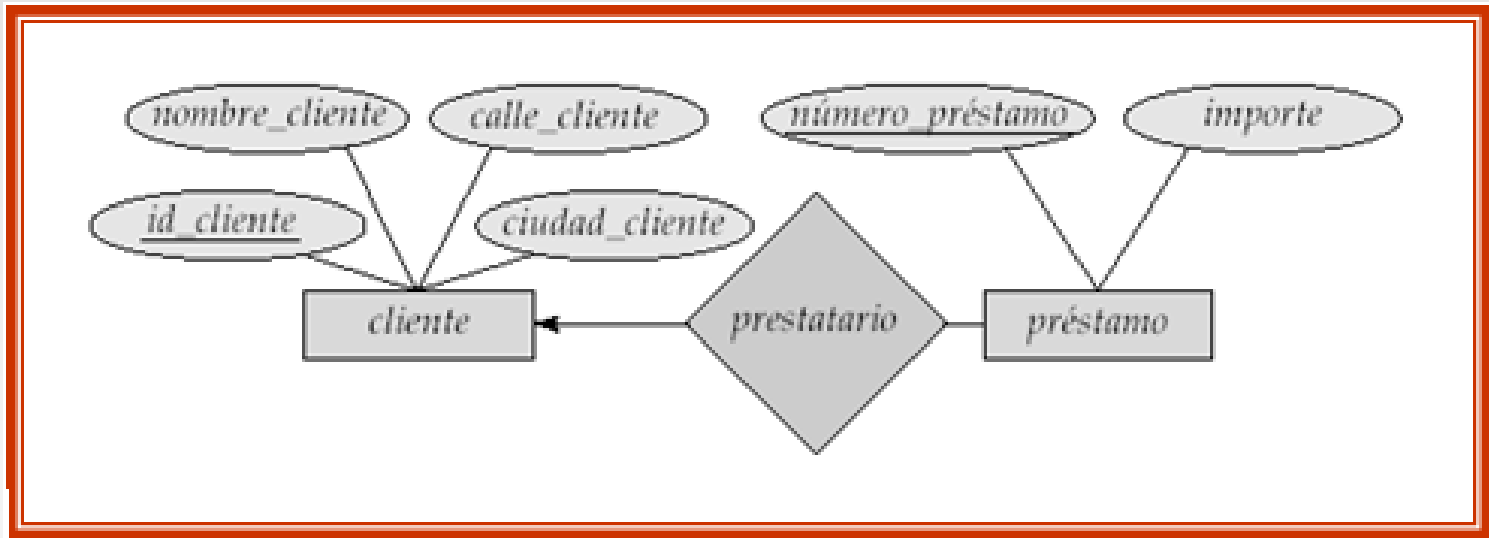 nombre_cliente
calle_cliente
número_préstamo
importe
id_cliente
ciudad_cliente
cliente
prestatario
préstamo